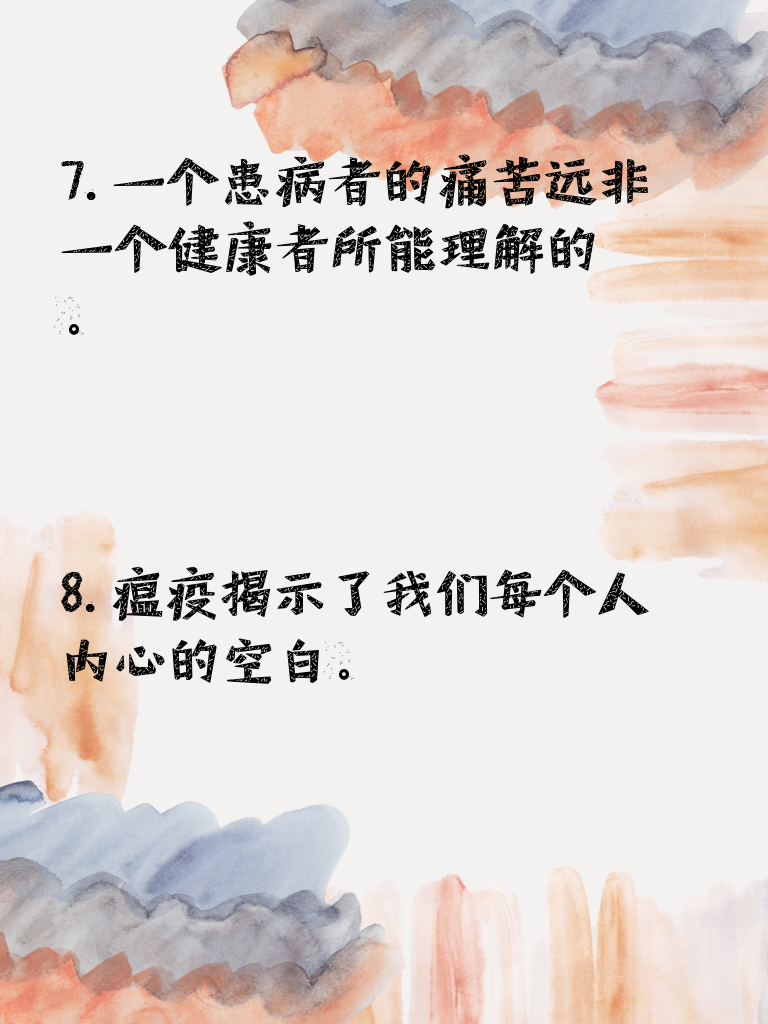 7.一个患病者的痛苦远非
一个健康者所能理解的
。
8.瘟疫揭示了我们每个人
内心的空白。